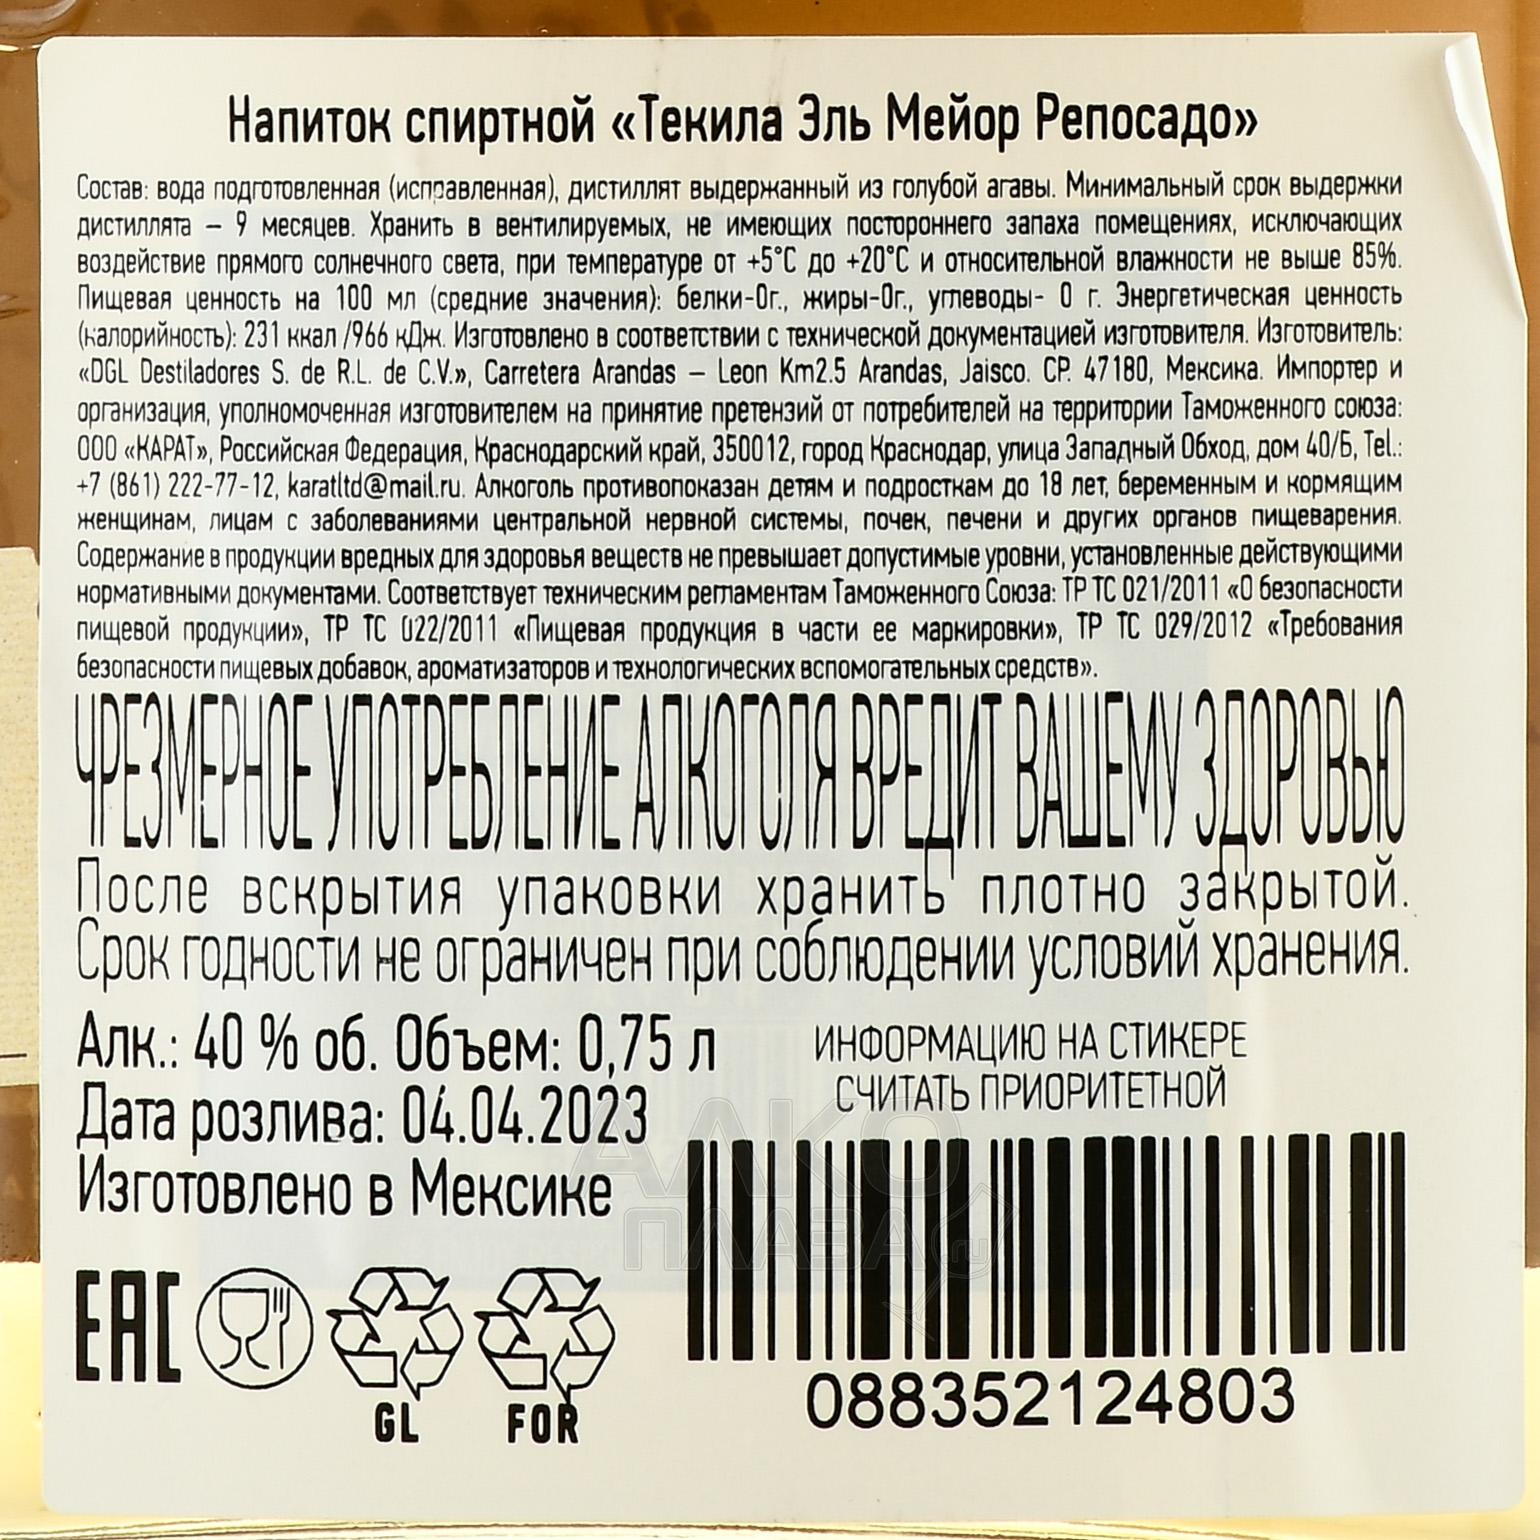 Напиток спиртной «Текила Эль Мейор Репосадо»
Состав: вода подготовленная (исправленная), дистиллят выдержанный из голубой агавы. Минимальный срок выдержки
дистиллята – 9 месяцев. Хранить в вентилируемых, не имеющих постороннего запаха помещениях, исключающих
воздействие прямого солнечного света, при температуре от +5°С до +20°С и относительной влажности не выше 85%.
Пищевая ценность на 100 мл (средние значения): белки-0г., жиры-0г., углеводы- 0 г. Энергетическая ценность
(калорийность): 231 ккал /966 кДж. Изготовлено в соответствии с технической документацией изготовителя. Изготовитель:
«DGL Destiladores S. de R.L. de C.V.», Carretera Arandas – Leon Km2.5 Arandas, Jaisco. CP. 47180, Мексика. Импортер и
организация, уполномоченная изготовителем на принятие претензий от потребителей на территории Таможенного союза:
ООО «КАРАТ», Российская Федерация, Краснодарский край, 350012, город Краснодар, улица Западный Обход, дом 40/Б, Tel.:
+7 (861) 222-77-12, karatltd@mail.ru. Алкоголь противопоказан детям и подросткам до 18 лет, беременным и кормящим
женщинам, лицам с заболеваниями центральной нервной системы, почек, печени и других органов пищеварения.
Содержание в продукции вредных для здоровья веществ не превышает допустимые уровни, установленные действующими
нормативными документами. Соответствует техническим регламентам Таможенного Союза: ТР ТС 021/2011 «О безопасности
пищевой продукции», ТР ТС 022/2011 «Пищевая продукция в части ее маркировки», ТР ТС 029/2012 «Требования
безопасности пищевых добавок, ароматизаторов и технологических вспомогательных средств».
ЧРЕЗМЕРНОЕ УПОТРЕБЛЕНИЕ АЛКОГОЛЯ ВРЕДИТ ВАШЕМУ ЗДОРОВЬЮ
После вскрытия упаковки хранить плотно закрытой.
Срок годности не ограничен при соблюдении условий хранения.
Алк.: 40 % об. Объем: 0,75 л
Дата розлива: 04.04.2023
Изготовлено в Мексике
ИНФОРМАЦИЮ НА СТИКЕРЕ
СЧИТАТЬ ПРИОРИТЕТНОЙ
АЛКО
ПЛАЗА.ru
EAC
GL
FOR
088352124803